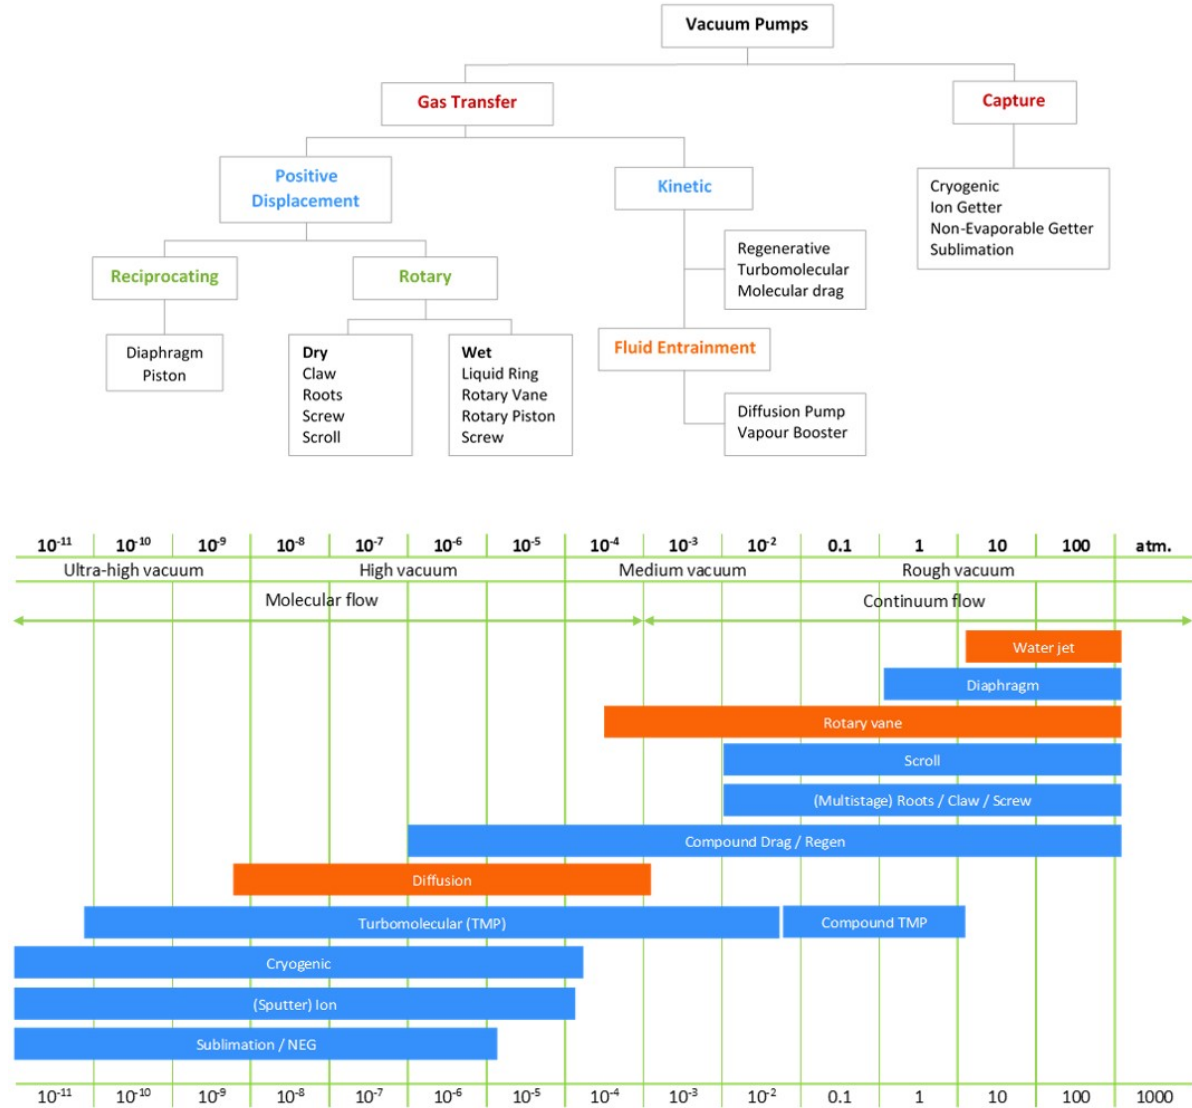 Vacuum Pumps
Gas Transfer
Capture
Positive
Displacement
Kinetic
Cryogenic
Ion Getter
Non-Evaporable Getter
Sublimation
Regenerative
Turbomolecular
Molecular drag
Reciprocating
Rotary
Fluid Entrainment
Diaphragm
Piston
Dry
Claw
Roots
Screw
Scroll
Wet
Liquid Ring
Rotary Vane
Rotary Piston
Screw
Diffusion Pump
Vapour Booster
10⁻¹¹ 10⁻¹⁰ 10⁻⁹ 10⁻⁸ 10⁻⁷ 10⁻⁶ 10⁻⁵ 10⁻⁴ 10⁻³ 10⁻² 0.1 1 10 100 atm.
Ultra-high vacuum High vacuum Medium vacuum Rough vacuum
Molecular flow Continuum flow
Water jet
Diaphragm
Rotary vane
Scroll
(Multistage) Roots / Claw / Screw
Compound Drag / Regen
Diffusion
Turbomolecular (TMP) Compound TMP
Cryogenic
(Sputter) Ion
Sublimation / NEG
10⁻¹¹ 10⁻¹⁰ 10⁻⁹ 10⁻⁸ 10⁻⁷ 10⁻⁶ 10⁻⁵ 10⁻⁴ 10⁻³ 10⁻² 0.1 1 10 100 1000